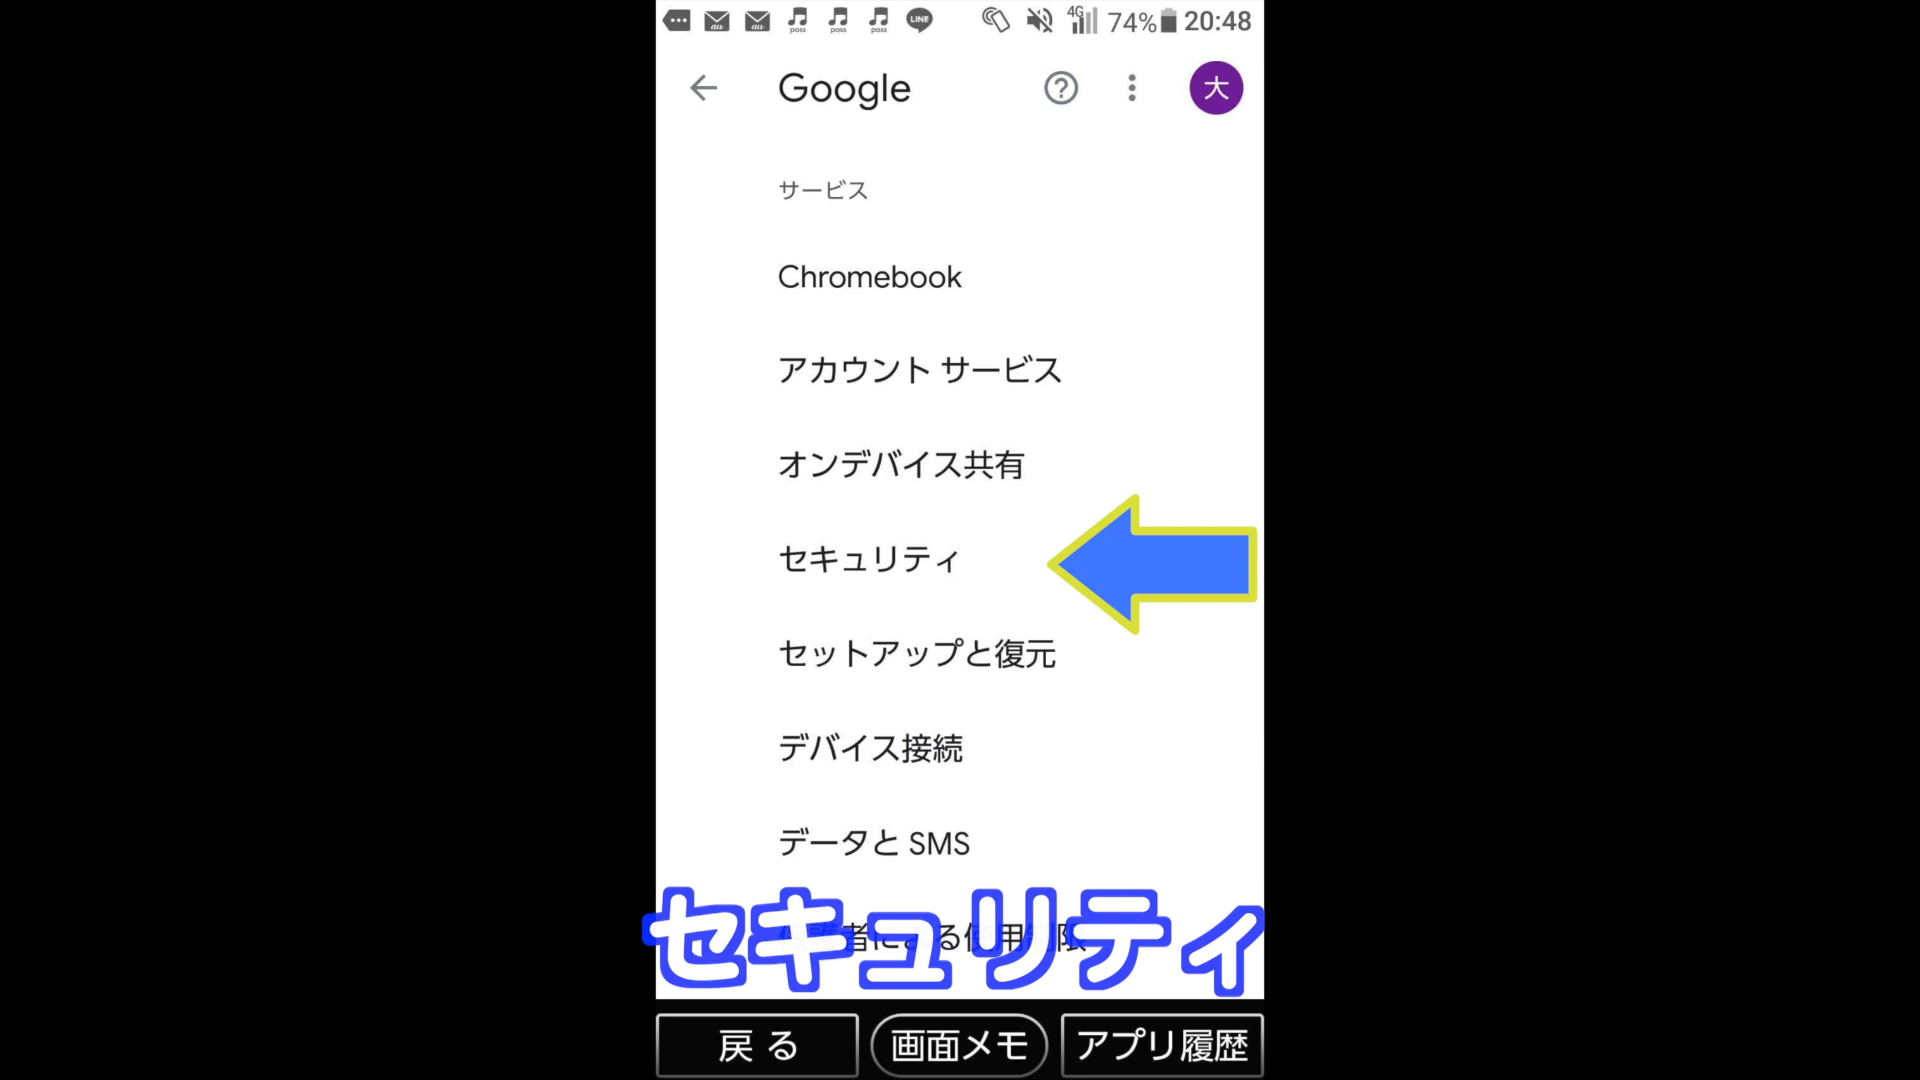 4G 74% 20:48
Google 大
サービス
Chromebook
アカウント サービス
オンデバイス共有
セキュリティ
セットアップと復元
デバイス接続
データと SMS
セキュリティ
戻る 画面メモ アプリ履歴